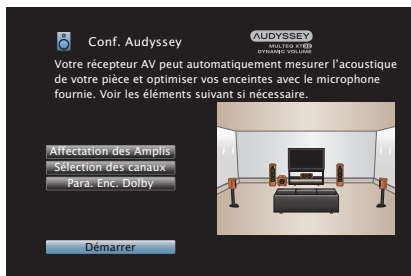 Conf. Audyssey
AUDYSSEY
MULTEQ XT32
DYNAMIC VOLUME
Votre récepteur AV peut automatiquement mesurer l'acoustique
de votre pièce et optimiser vos enceintes avec le microphone
fournie. Voir les éléments suivant si nécessaire.
Affectation des Amplis
Sélection des canaux
Para. Enc. Dolby
Démarrer